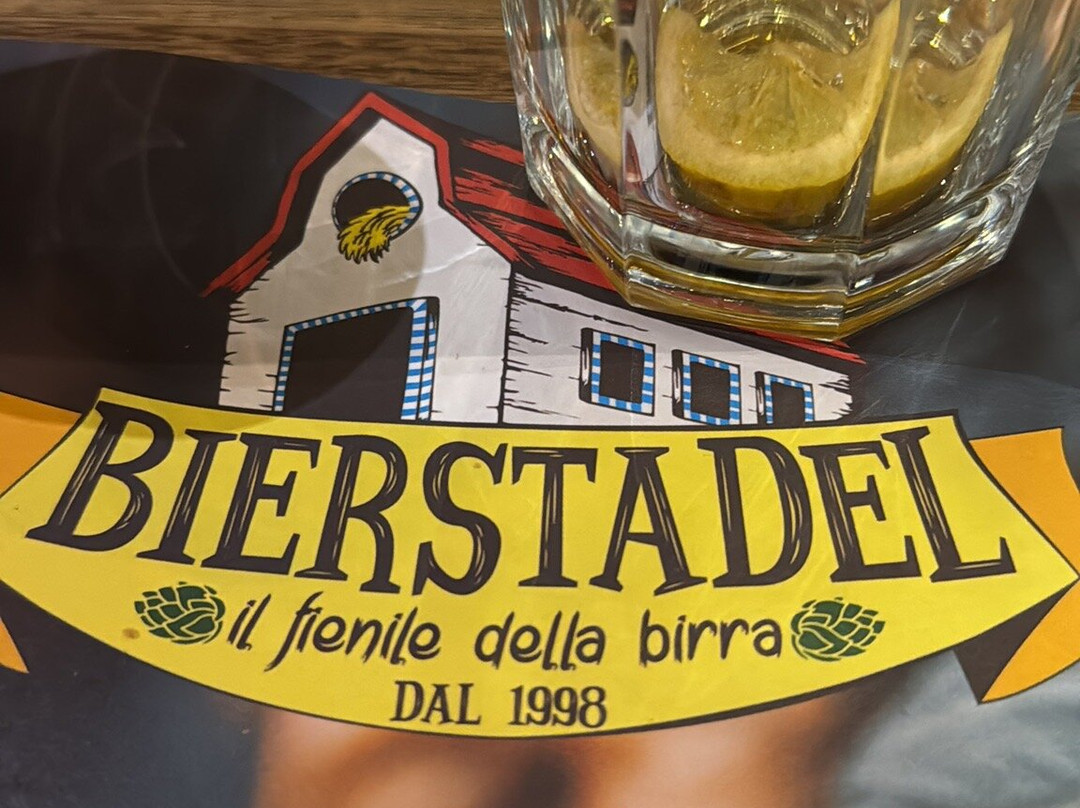 BIERSTADEL
il fienile della birra
DAL 1998